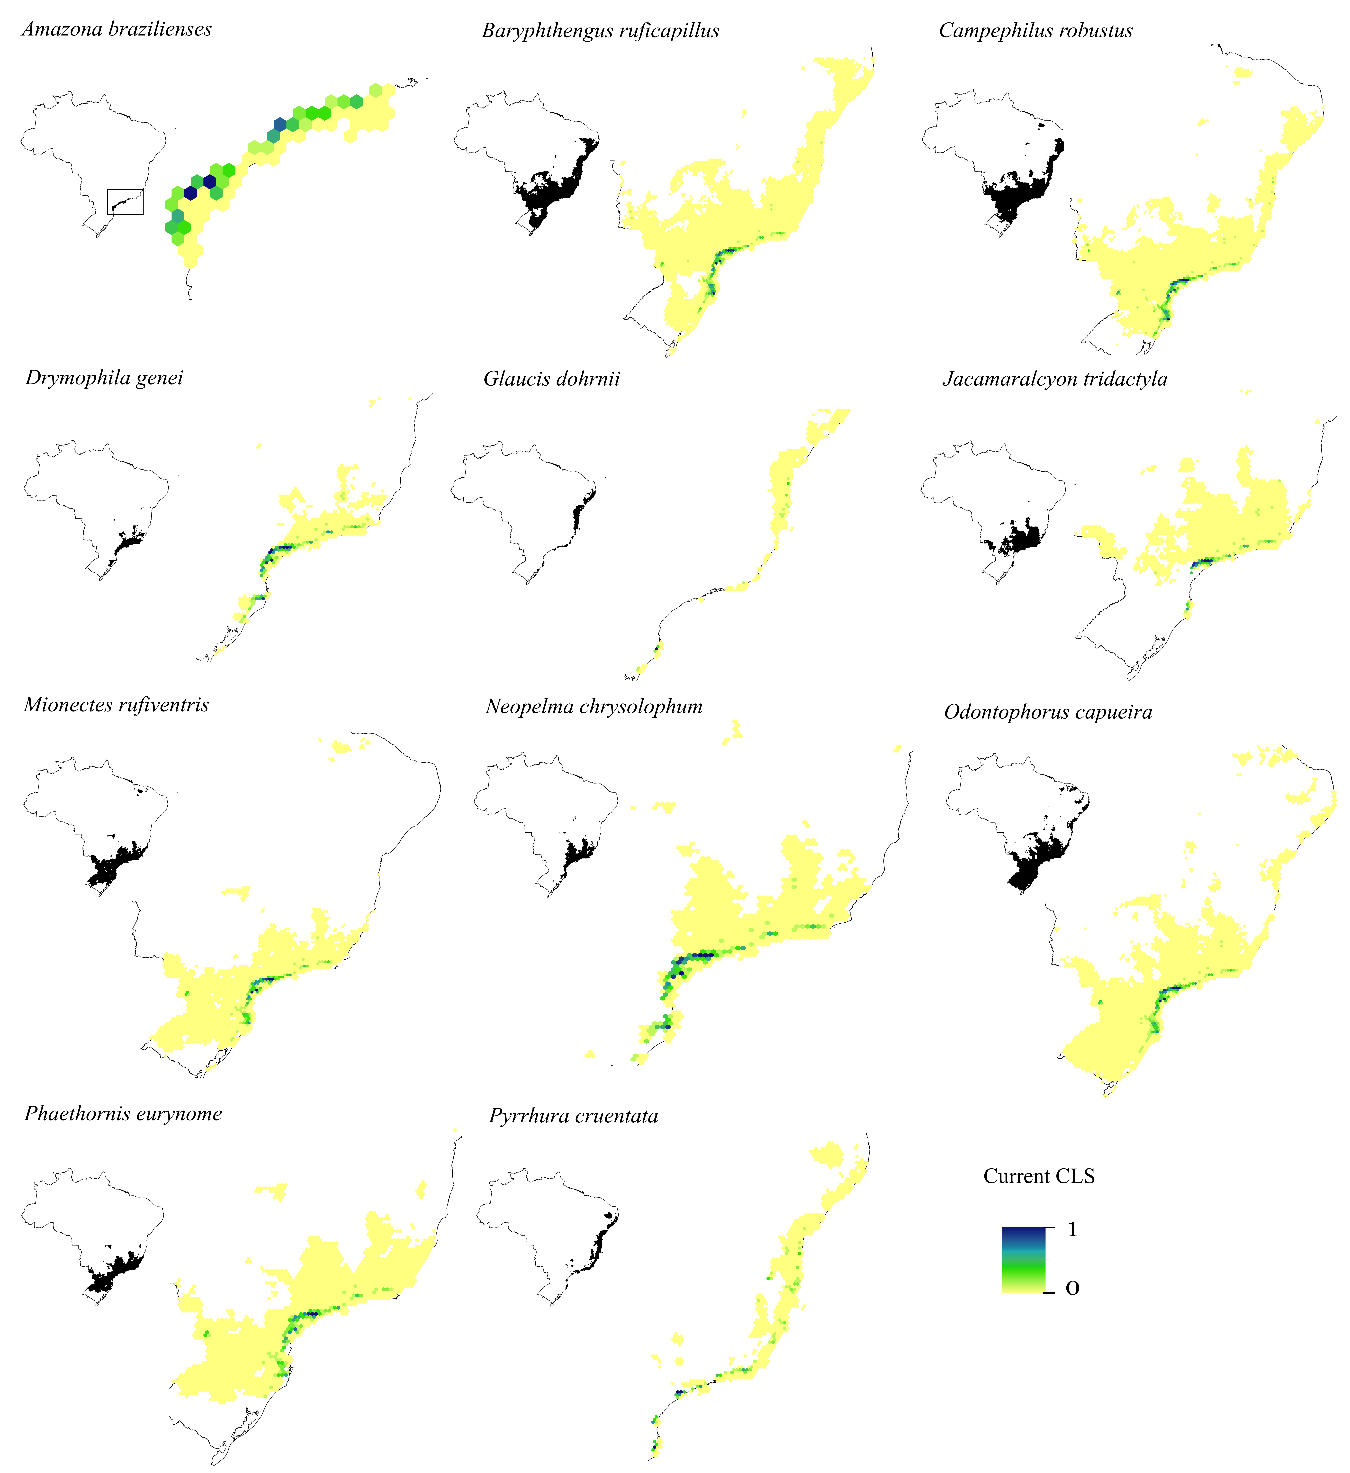 Amazona brazilienses
Baryphthengus ruficapillus
Campephilus robustus
Drymophila genei
Glaucis dohrnii
Jacamaralcyon tridactyla
Mionectes rufiventris
Neopelma chrysolophum
Odontophorus capueira
Phaethornis eurynome
Pyrrhura cruentata
Current CLS
1
0